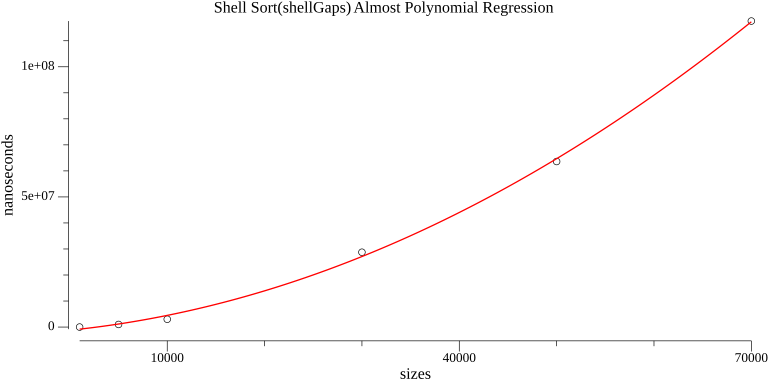 Shell Sort(shellGaps) Almost Polynomial Regression
1e+08
nanoseconds
5e+07
0
10000
40000
70000
sizes